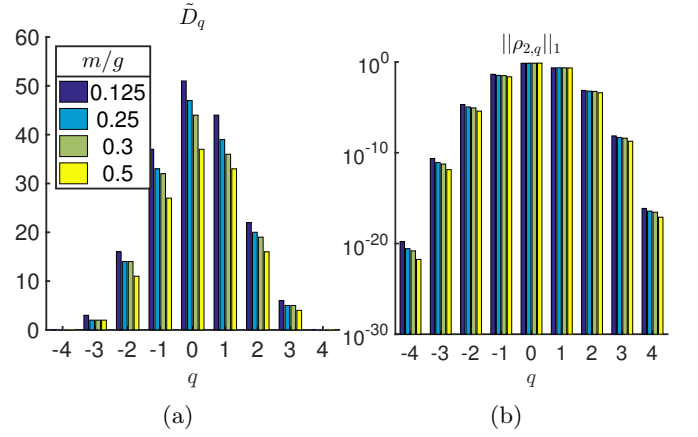 D̃_q
60
50
40
30
20
10
0
m/g
0.125
0.25
0.3
0.5
-4 -3 -2 -1 0 1 2 3 4
q
(a)
||ρ_{2,q}||_1
10^0
10^{-10}
10^{-20}
10^{-30}
-4 -3 -2 -1 0 1 2 3 4
q
(b)